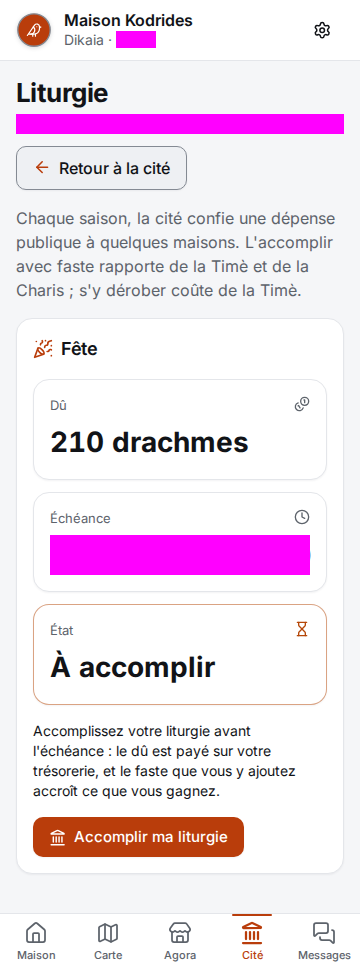 Maison Kodrides
Dikaia ·
Liturgie
Retour à la cité
Chaque saison, la cité confie une dépense
publique à quelques maisons. L'accomplir
avec faste rapporte de la Timè et de la
Charis ; s'y dérober coûte de la Timè.
Fête
Dû
210 drachmes
Échéance
État
À accomplir
Accomplissez votre liturgie avant
l'échéance : le dû est payé sur votre
trésorerie, et le faste que vous y ajoutez
accroît ce que vous gagnez.
Accomplir ma liturgie
Maison
Carte
Agora
Cité
Messages